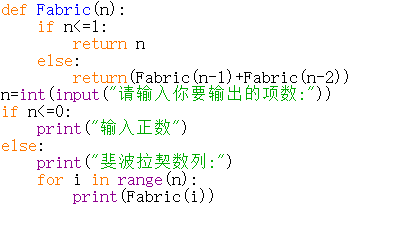 def Fabric(n):
    if n<=1:
        return n
    else:
        return(Fabric(n-1)+Fabric(n-2))
n=int(input("请输入你要输出的项数:"))
if n<=0:
    print("输入正数")
else:
    print("斐波拉契数列:")
    for i in range(n):
        print(Fabric(i))